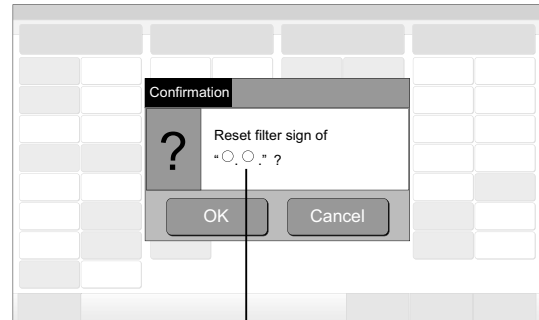 Confirmation
?
Reset filter sign of
“○.○.” ?
OK
Cancel